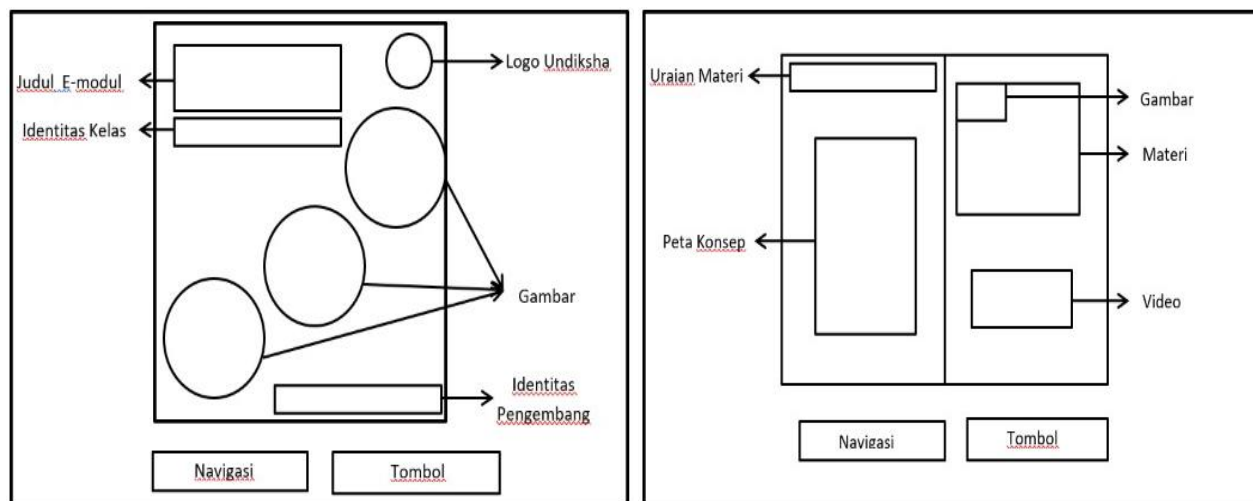 Judul E-modul
Identitas Kelas
Logo Undiksha
Gambar
Identitas
Pengembang
Navigasi
Tombol
Uraian Materi
Peta Konsep
Gambar
Materi
Video
Navigasi
Tombol